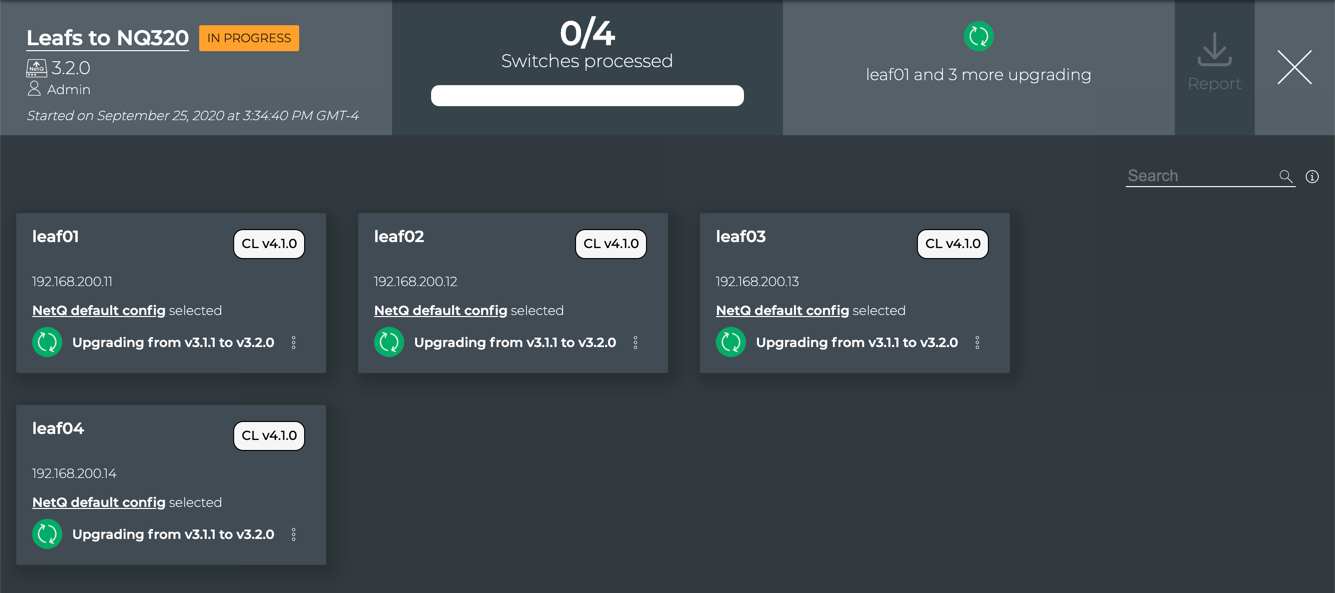 Leafs to NQ320 IN PROGRESS
NetQ 3.2.0
Admin
Started on September 25, 2020 at 3:34:40 PM GMT-4
0/4
Switches processed
leaf01 and 3 more upgrading
Report
Search
leaf01 CL v4.1.0
192.168.200.11
NetQ default config selected
Upgrading from v3.1.1 to v3.2.0
leaf02 CL v4.1.0
192.168.200.12
NetQ default config selected
Upgrading from v3.1.1 to v3.2.0
leaf03 CL v4.1.0
192.168.200.13
NetQ default config selected
Upgrading from v3.1.1 to v3.2.0
leaf04 CL v4.1.0
192.168.200.14
NetQ default config selected
Upgrading from v3.1.1 to v3.2.0